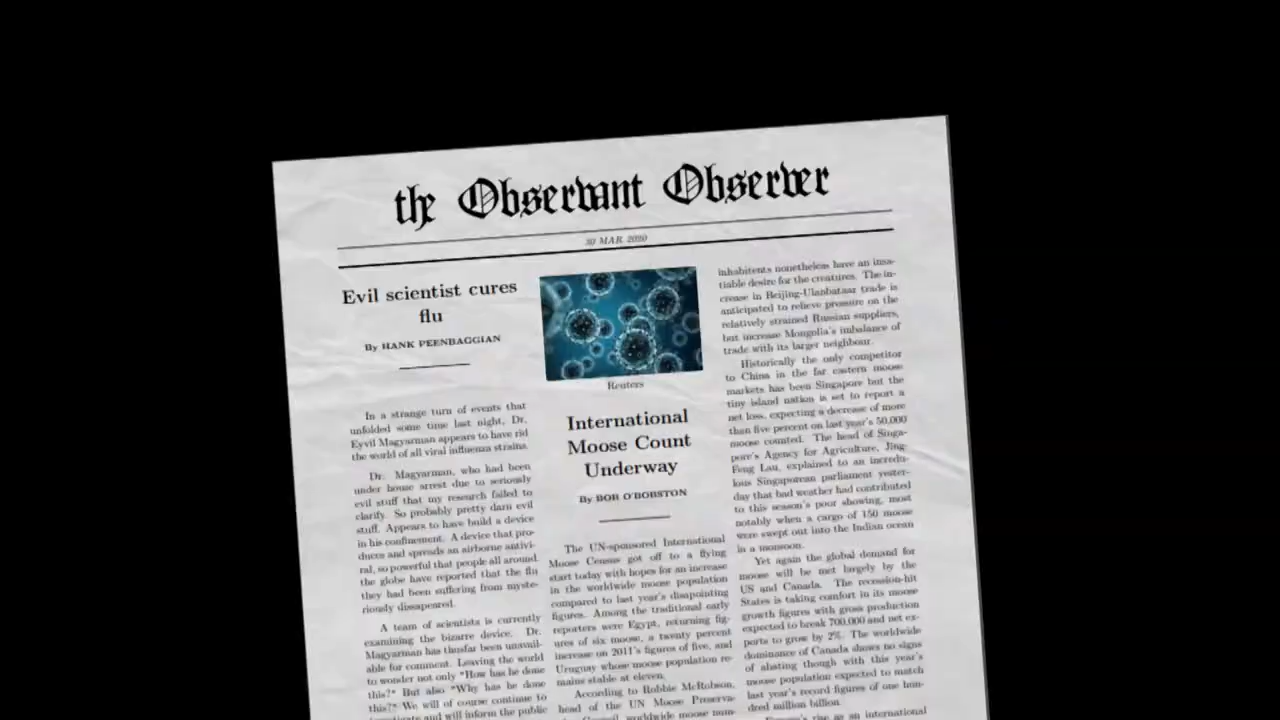 the Observant Observer
30 MAR 2020
Evil scientist cures
flu
By HANK PEENBAGGIAN
In a strange turn of events that
unfolded some time last night, Dr.
Eyvil Magyarman appears to have rid
the world of all viral influenza strains.
Dr. Magyarman, who had been
under house arrest due to seriously
evil stuff that my research failed to
clarify. So probably pretty darn evil
stuff. Appears to have build a device
in his confinement. A device that pro-
duces and spreads an airborne antivi-
ral, so powerful that people all around
the globe have reported that the flu
they had been suffering from myste-
riously dissapeared.
A team of scientists is currently
examining the bizarre device. Dr.
Magyarman has thusfar been unavail-
able for comment. Leaving the world
to wonder not only "How has he done
this?" But also "Why has he done
this?" We will of course continue to
and will inform the public
Reuters
International
Moose Count
Underway
By BOB O'BOBSTON
The UN-sponsored International
Moose Census got off to a flying
start today with hopes for an increase
in the worldwide moose population
compared to last year's disapointing
figures. Among the traditional early
reporters were Egypt, returning fig-
ures of six moose, a twenty percent
increase on 2011's figures of five, and
Uruguay whose moose population re-
mains stable at eleven.
According to Robbie McRobson,
head of the UN Moose Preserva-
Council, worldwide moose num-
inhabitents nonetheless have an insa-
tiable desire for the creatures. The in-
crease in Beijing-Ulanbataar trade is
anticipated to relieve pressure on the
relatively strained Russian suppliers,
but increase Mongolia's imbalance of
trade with its larger neighbour.
Historically the only competitor
to China in the far eastern moose
markets has been Singapore but the
tiny island nation is set to report a
net loss, expecting a decrease of more
than five percent on last year's 50,000
moose counted. The head of Singa-
pore's Agency for Agriculture, Jing-
Feng Lau, explained to an incredu-
lous Singaporean parliament yester-
day that bad weather had contributed
to this season's poor showing, most
notably when a cargo of 150 moose
were swept out into the Indian ocean
in a monsoon.
Yet again the global demand for
moose will be met largely by the
US and Canada. The recession-hit
States is taking comfort in its moose
growth figures with gross production
expected to break 700,000 and net ex-
ports to grow by 2%. The worldwide
dominance of Canada shows no signs
of abating though with this year's
moose population expected to match
last year's record figures of one hun-
dred million billion.
rise as an international